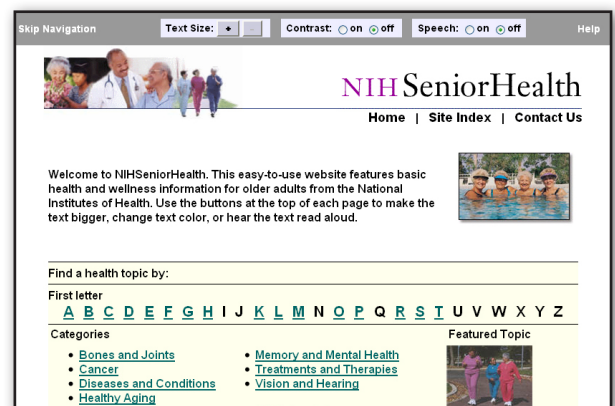 Skip Navigation Text Size: + - Contrast: on off Speech: on off Help
NIHSeniorHealth
Home | Site Index | Contact Us
Welcome to NIHSeniorHealth. This easy-to-use website features basic
health and wellness information for older adults from the National
Institutes of Health. Use the buttons at the top of each page to make the
text bigger, change text color, or hear the text read aloud.
Find a health topic by:
First letter
A B C D E F G H I J K L M N O P Q R S T U V W X Y Z
Categories Featured Topic
• Bones and Joints • Memory and Mental Health
• Cancer • Treatments and Therapies
• Diseases and Conditions • Vision and Hearing
• Healthy Aging